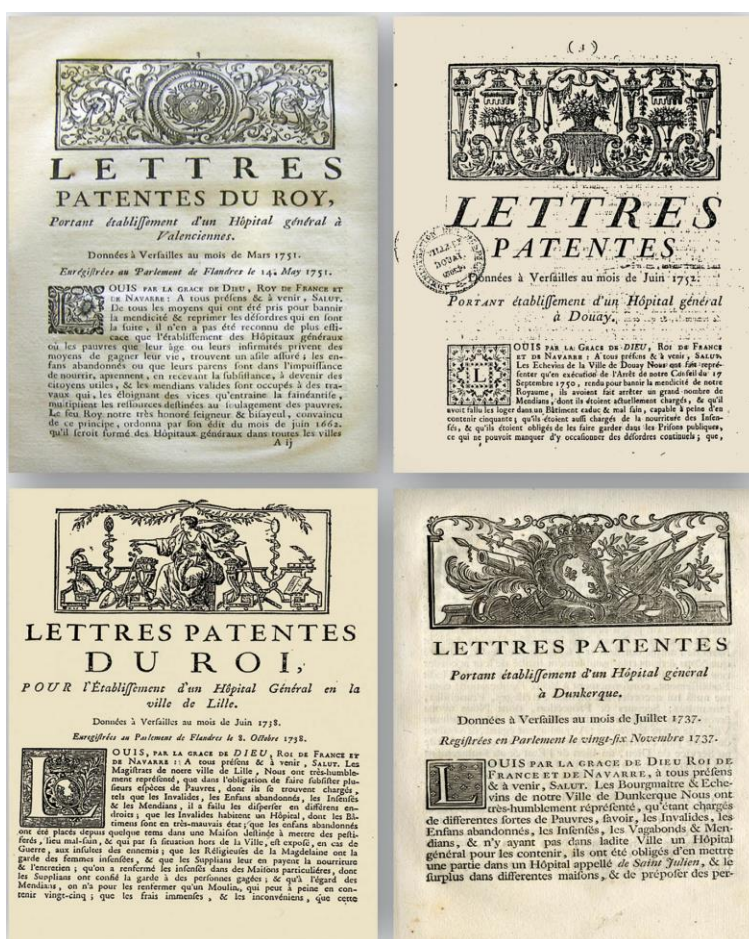 LETTRES
PATENTES DU ROY,
Portant établiſſement d'un Hôpital général à
Valenciennes.
Données à Verſailles au mois de Mars 1751.
Enregiſtrées au Parlement de Flandres le 14. May 1751.
LOUIS PAR LA GRACE DE DIEU, ROY DE FRANCE ET
DE NAVARRE : A tous préſens & à venir, SALUT.
De tous les moyens qui ont été pris pour bannir
la mendicité & reprimer les déſordres qui en font
la ſuite, il n'en a pas été reconnu de plus effi-
cace que l'établiſſement des Hôpitaux généraux
où les pauvres que leur âge ou leurs infirmités privent des
moyens de gagner leur vie, trouvent un aſile aſſuré ; les en-
fans abandonnés ou que leurs parens ſont dans l'impuiſſance
de nourrir, aprennent, en recevant la ſubſiſtance, à devenir des
citoyens utiles, & les mendians valides ſont occupés à des tra-
vaux qui, les éloignant des vices qu'entraine la fainéantiſe,
multiplient les reſſources deſtinées au ſoulagement des pauvres.
Le feu Roy, notre très honoré ſeigneur & biſayeul, convaincu
de ce principe, ordonna par ſon édit du mois de juin 1662.
qu'il ſeroit formé des Hôpitaux généraux dans toutes les villes
A ij
( 3 )
LETTRES
PATENTES
Données à Verſailles au mois de Juin 1752.
PORTANT établiſſement d'un Hôpital général
à Douay.
LOUIS PAR LA GRACE DE DIEU, ROI DE FRANCE
ET DE NAVARRE : A tous préſens & à venir, SALUT.
Les Echevins de la Ville de Douay Nous ont fait repré-
ſenter qu'en exécution de l'Arrêt de notre Conſeil du 17
Septembre 1750, rendu pour bannir la mendicité de notre
Royaume, ils avoient fait arrêter un grand nombre de
Mendians, dont ils étoient actuellement chargés, & qu'il
avoit fallu les loger dans un Bâtiment caduc & mal ſain, capable à peine d'en
contenir cinquante ; qu'ils étoient auſſi chargés de la nourriture des Inſen-
ſés, & qu'ils étoient obligés de les faire garder dans les Priſons publiques,
ce qui ne pouvoit manquer d'y occaſionner des déſordres continuels ; que,
LETTRES PATENTES
DU ROI,
POUR l'Établiſſement d'un Hôpital Général en la
ville de Lille.
Données à Verſailles au mois de Juin 1738.
Enregiſtrées au Parlement de Flandres le 8. Octobre 1738.
LOUIS, PAR LA GRACE DE DIEU, ROI DE FRANCE ET
DE NAVARRE : A tous préſens & à venir, SALUT. Les
Magiſtrats de notre ville de Lille, Nous ont très-humble-
ment repréſenté, que dans l'obligation de faire ſubſiſter plu-
ſieurs eſpéces de Pauvres, dont ils ſe trouvent chargés,
tels que les Invalides, les Enfans abandonnés, les Inſenſés
& les Mendians, il a fallu les diſperſer en différens en-
droits ; que les Invalides habitent un Hôpital, dont les Bâ-
timens ſont en très-mauvais état ; que les enfans abandonnés
ont été placés depuis quelque tems dans une Maiſon deſtinée à mettre des peſti-
ferés, lieu mal-ſain, & qui par ſa ſituation hors de la Ville, eſt expoſé, en cas de
Guerre, aux inſultes des ennemis ; que les Réligieuſes de la Magdelaine ont la
garde des femmes inſenſées, & que les Supplians leur en payent la nourriture
& l'entretien ; qu'on a renfermé les inſenſés dans des Maiſons particuliéres, dont
les Supplians ont confié la garde à des perſonnes gagées ; & qu'à l'égard des
Mendians, on n'a pour les renfermer qu'un Moulin, qui peut à peine en con-
tenir vingt-cinq ; que les frais immenſes, & les inconvéniens, que cette
LETTRES PATENTES
Portant établiſſement d'un Hôpital général
à Dunkerque.
Données à Verſailles au mois de Juillet 1737.
Regiſtrées en Parlement le vingt-ſix Novembre 1737.
LOUIS PAR LA GRACE DE DIEU ROI DE
FRANCE ET DE NAVARRE, à tous préſens
& à venir, SALUT. Les Bourgmaître & Eche-
vins de notre Ville de Dunkerque Nous ont
très-humblement répréſenté, qu'étant chargés
de differentes ſortes de Pauvres, ſavoir, les Invalides, les
Enfans abandonnés, les Inſenſés, les Vagabonds & Men-
dians, & n'y ayant pas dans ladite Ville un Hôpital
général pour les contenir, ils ont été obligés d'en mettre
une partie dans un Hôpital appellé de Saint Julien, & le
ſurplus dans differentes maiſons, & de prépoſer des per-